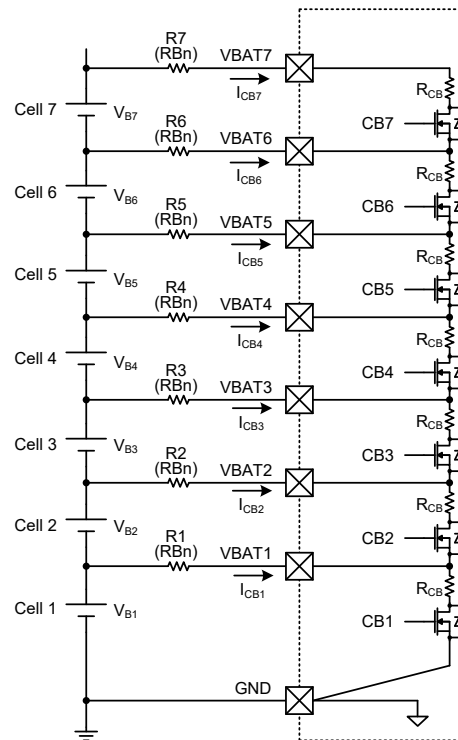 R7
(RBn)
VBAT7
I_CB7
R_CB
Cell 7
V_B7
CB7
R6
(RBn)
VBAT6
I_CB6
R_CB
Cell 6
V_B6
CB6
R5
(RBn)
VBAT5
I_CB5
R_CB
Cell 5
V_B5
CB5
R4
(RBn)
VBAT4
I_CB4
R_CB
Cell 4
V_B4
CB4
R3
(RBn)
VBAT3
I_CB3
R_CB
Cell 3
V_B3
CB3
R2
(RBn)
VBAT2
I_CB2
R_CB
Cell 2
V_B2
CB2
R1
(RBn)
VBAT1
I_CB1
R_CB
Cell 1
V_B1
CB1
GND